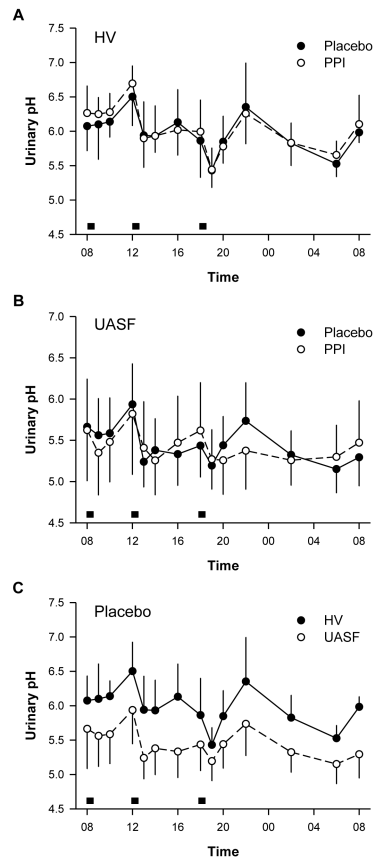 A
HV
Placebo
PPI
7.5
7.0
6.5
6.0
5.5
5.0
4.5
Urinary pH
08 12 16 20 00 04 08
Time
B
UASF
Placebo
PPI
7.0
6.5
6.0
5.5
5.0
4.5
Urinary pH
08 12 16 20 00 04 08
Time
C
Placebo
HV
UASF
7.5
7.0
6.5
6.0
5.5
5.0
4.5
Urinary pH
08 12 16 20 00 04 08
Time